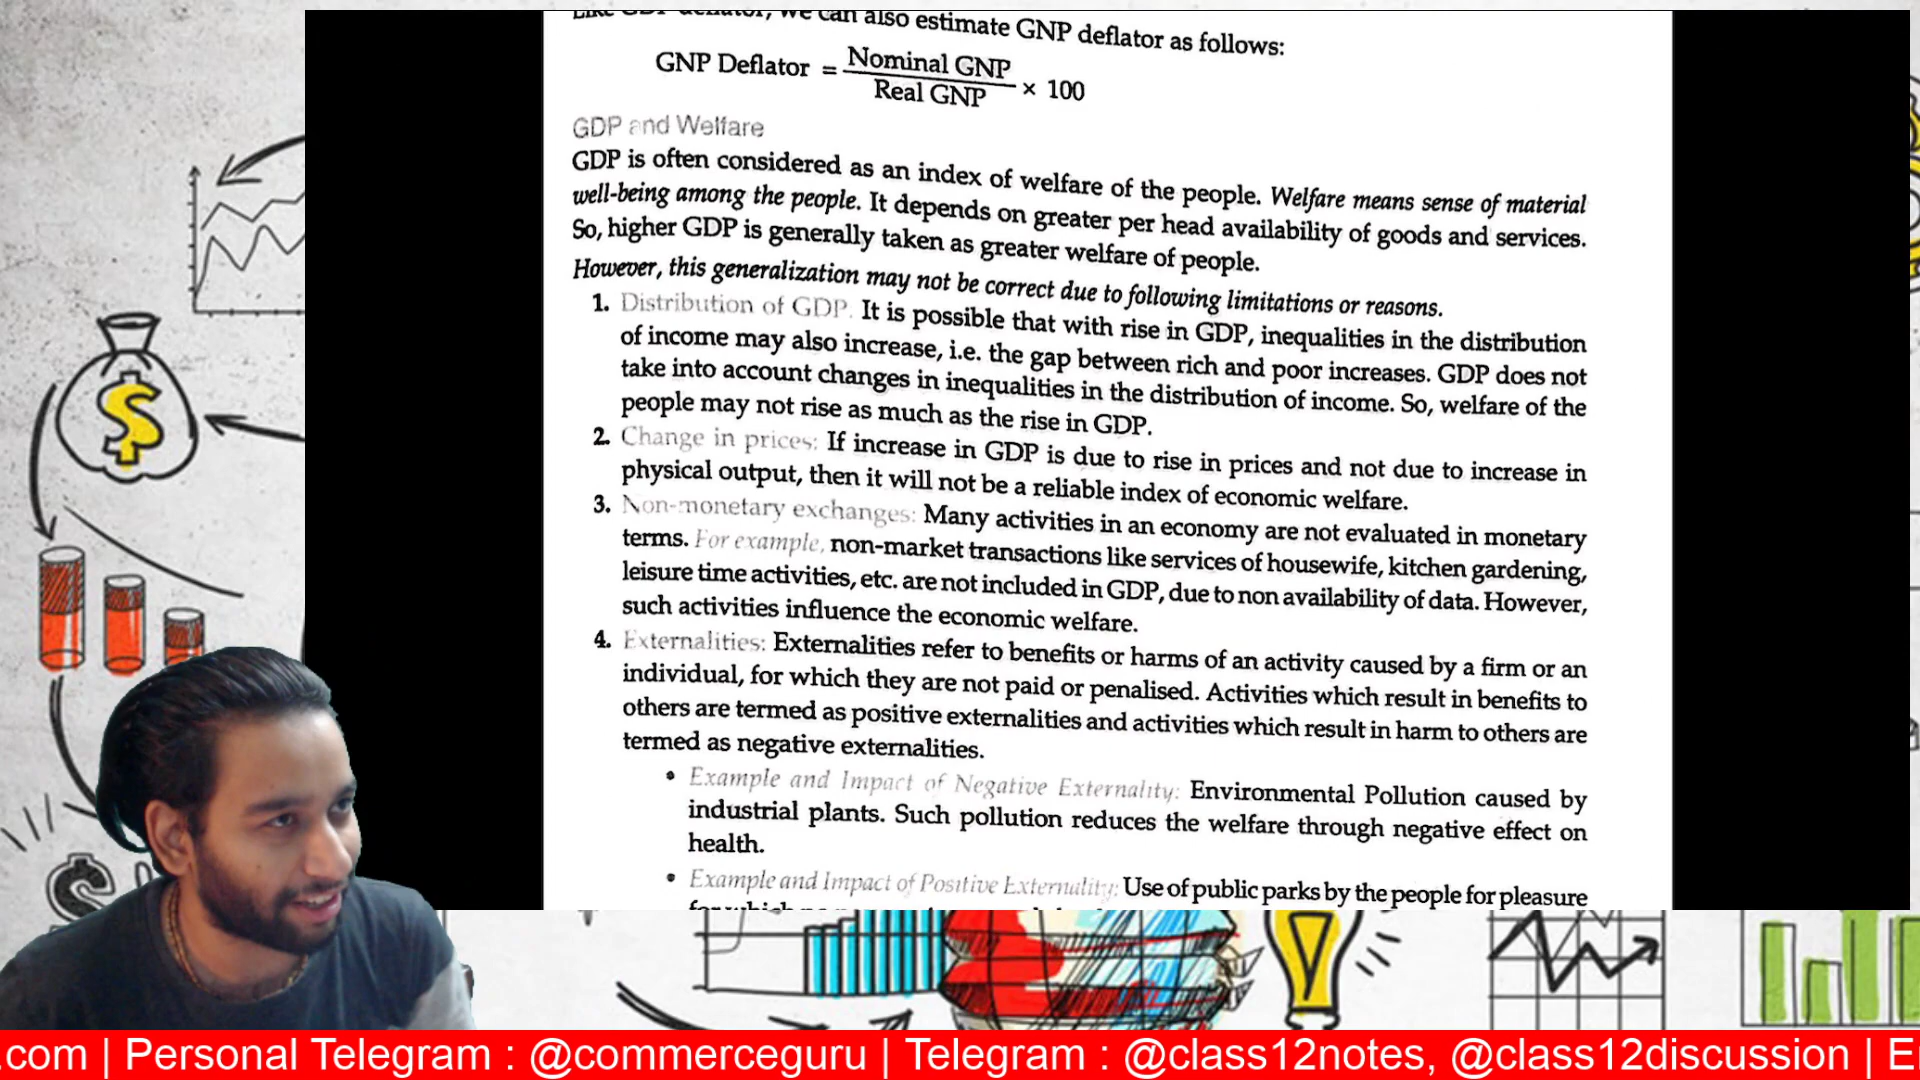 we can also estimate GNP deflator as follows:
GNP Deflator = Nominal GNP / Real GNP × 100
GDP and Welfare
GDP is often considered as an index of welfare of the people. Welfare means sense of material
well-being among the people. It depends on greater per head availability of goods and services.
So, higher GDP is generally taken as greater welfare of people.
However, this generalization may not be correct due to following limitations or reasons.
1. Distribution of GDP. It is possible that with rise in GDP, inequalities in the distribution
of income may also increase, i.e. the gap between rich and poor increases. GDP does not
take into account changes in inequalities in the distribution of income. So, welfare of the
people may not rise as much as the rise in GDP.
2. Change in prices: If increase in GDP is due to rise in prices and not due to increase in
physical output, then it will not be a reliable index of economic welfare.
3. Non-monetary exchanges: Many activities in an economy are not evaluated in monetary
terms. For example, non-market transactions like services of housewife, kitchen gardening,
leisure time activities, etc. are not included in GDP, due to non availability of data. However,
such activities influence the economic welfare.
4. Externalities: Externalities refer to benefits or harms of an activity caused by a firm or an
individual, for which they are not paid or penalised. Activities which result in benefits to
others are termed as positive externalities and activities which result in harm to others are
termed as negative externalities.
• Example and Impact of Negative Externality: Environmental Pollution caused by
industrial plants. Such pollution reduces the welfare through negative effect on
health.
• Example and Impact of Positive Externality: Use of public parks by the people for pleasure
.com | Personal Telegram : @commerceguru | Telegram : @class12notes, @class12discussion |